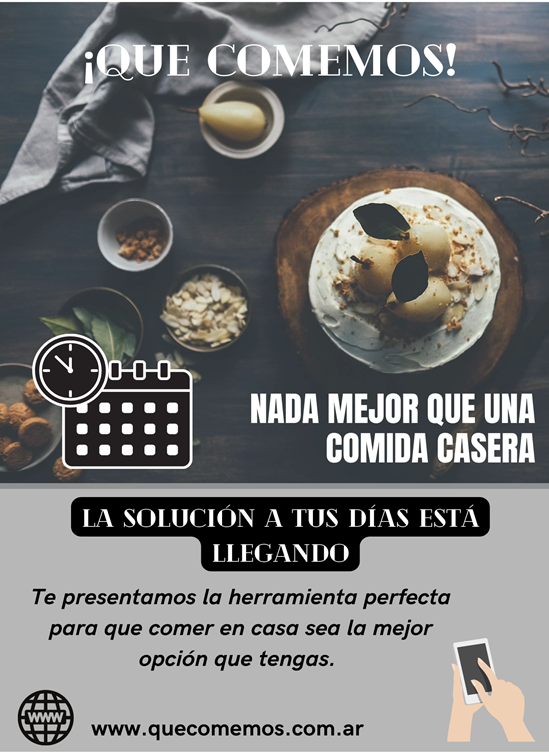 ¡QUE COMEMOS!
NADA MEJOR QUE UNA
COMIDA CASERA
LA SOLUCIÓN A TUS DÍAS ESTÁ
LLEGANDO
Te presentamos la herramienta perfecta
para que comer en casa sea la mejor
opción que tengas.
WWW
www.quecomemos.com.ar